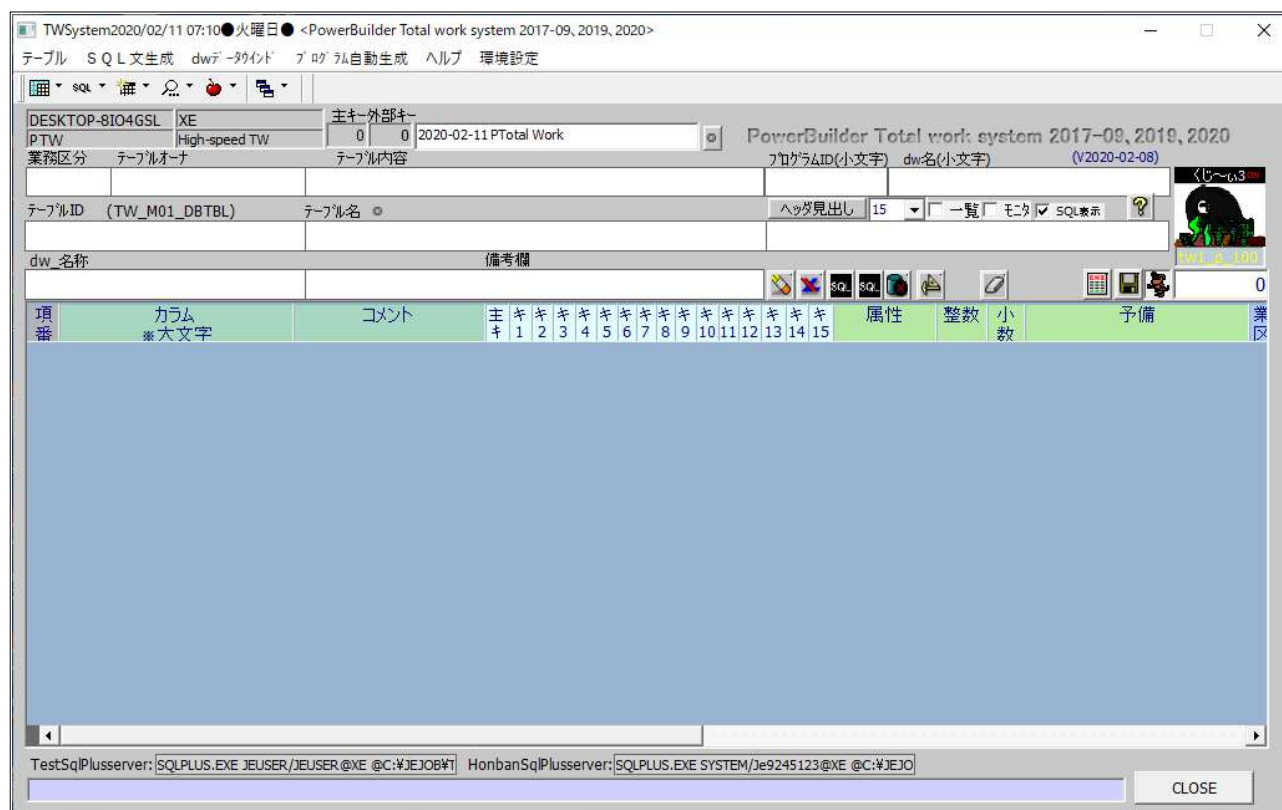 TWSystem2020/02/11 07:10●火曜日● <PowerBuilder Total work system 2017-09、2019、2020>
テーブル ＳＱＬ文生成 dwﾃﾞｰﾀｳｲﾝﾄﾞ ﾌﾟﾛｸﾞﾗﾑ自動生成 ヘルプ 環境設定
SQL
DESKTOP-8IO4GSL XE 主キー外部キー
PTW High-speed TW 0 0 2020-02-11 PTotal Work PowerBuilder Total work system 2017-09、2019、2020
業務区分 ﾃｰﾌﾞﾙｵｰﾅ ﾃｰﾌﾞﾙ内容 ﾌﾟﾛｸﾞﾗﾑID(小文字) dw名(小文字) (V2020-02-08)
くじ～ぃ3
ﾃｰﾌﾞﾙID (TW_M01_DBTBL) ﾃｰﾌﾞﾙ名 ヘッダ見出し 15 一覧 ﾓﾆﾀ SQL表示 ?
tw1_p_100
dw_名称 備考欄
SQL SQL 0
項番 カラム ※大文字 コメント 主キ キ1 キ2 キ3 キ4 キ5 キ6 キ7 キ8 キ9 キ10 キ11 キ12 キ13 キ14 キ15 属性 整数 小数 予備 業区
TestSqlPlusserver: SQLPLUS.EXE JEUSER/JEUSER@XE @C:¥JEJOB¥T HonbanSqlPlusserver: SQLPLUS.EXE SYSTEM/Je9245123@XE @C:¥JEJO
CLOSE